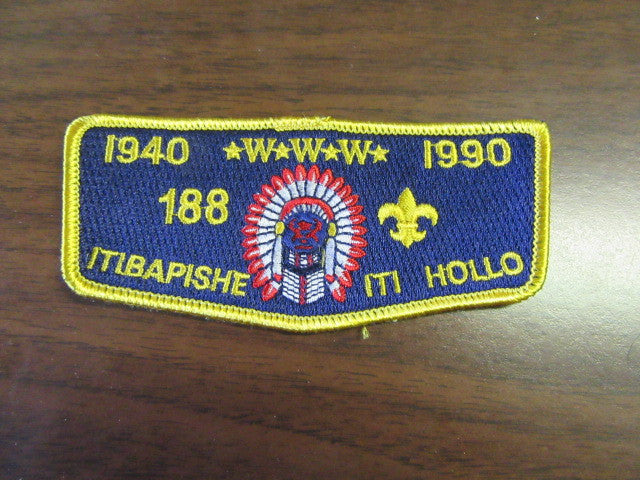 1940 *W*W*W* 1990
188
ITIBAPISHE ITI HOLLO